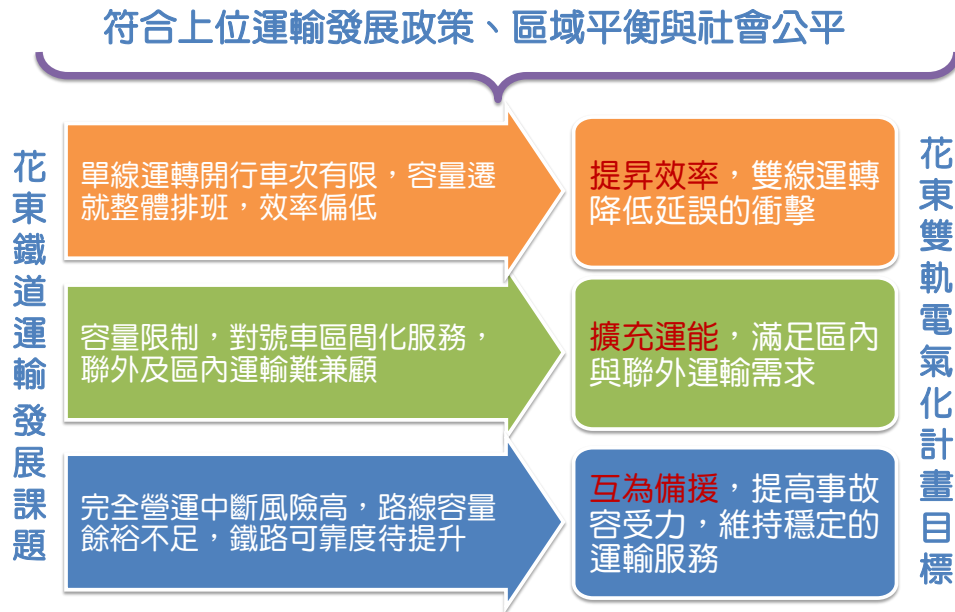 符合上位運輸發展政策、區域平衡與社會公平
花東鐵道運輸發展課題
單線運轉開行車次有限，容量遷
就整體排班，效率偏低
提昇效率，雙線運轉
降低延誤的衝擊
容量限制，對號車區間化服務，
聯外及區內運輸難兼顧
擴充運能，滿足區內
與聯外運輸需求
完全營運中斷風險高，路線容量
餘裕不足，鐵路可靠度待提升
互為備援，提高事故
容受力，維持穩定的
運輸服務
花東雙軌電氣化計畫目標